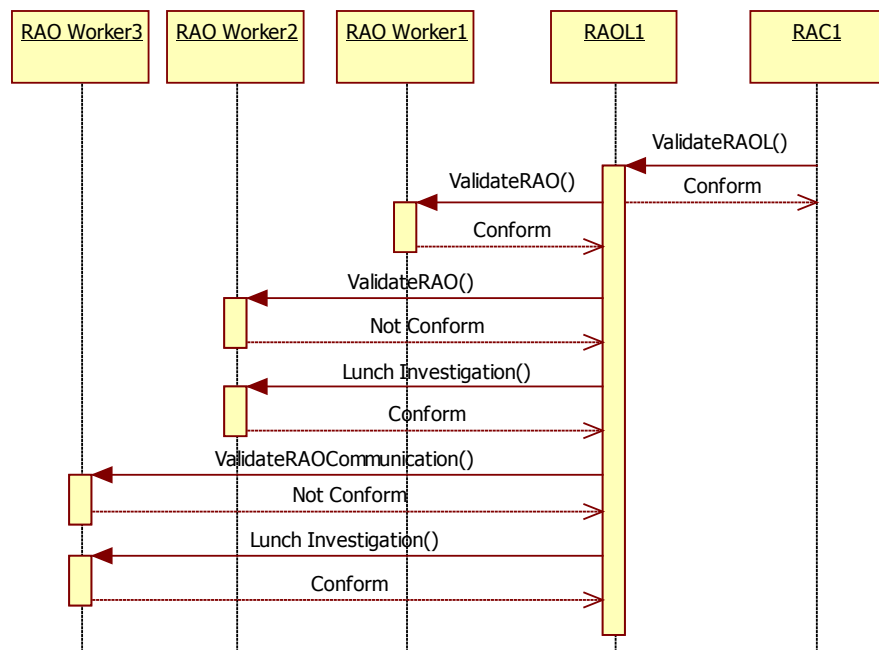 RAO Worker3
RAO Worker2
RAO Worker1
RAOL1
RAC1
ValidateRAOL()
ValidateRAO()
Conform
Conform
ValidateRAO()
Not Conform
Lunch Investigation()
Conform
ValidateRAOCommunication()
Not Conform
Lunch Investigation()
Conform